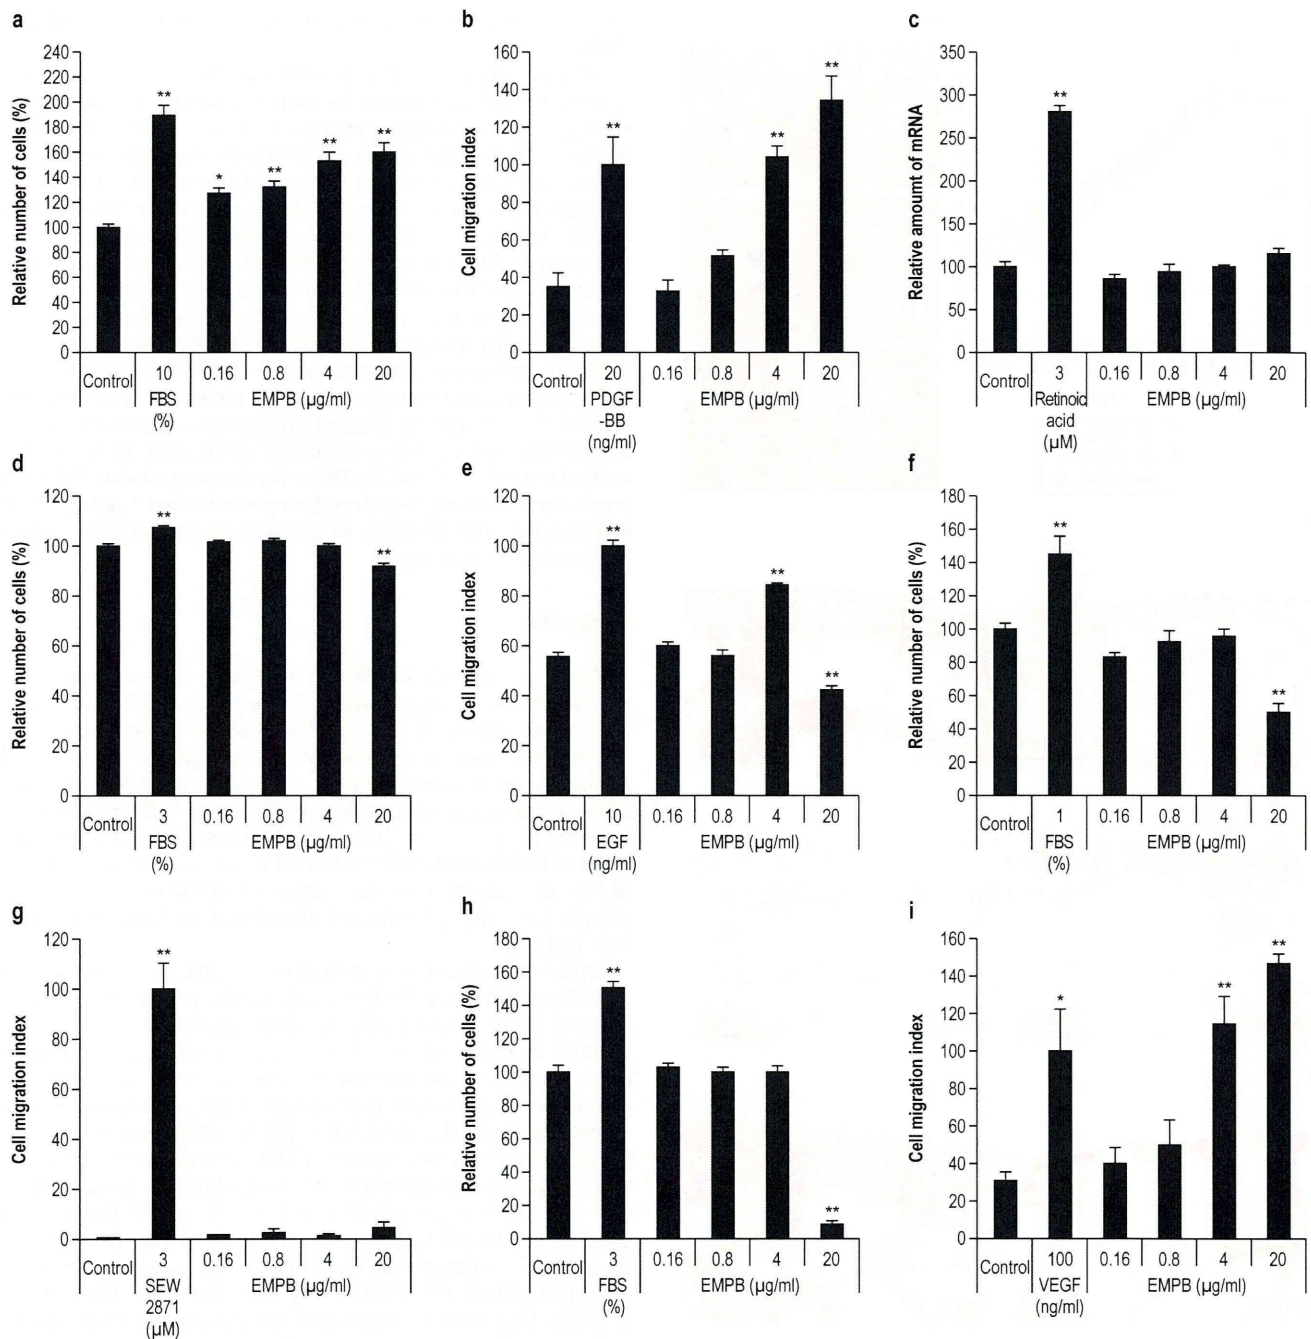 a
Relative number of cells (%)
240
220
200
180
160
140
120
100
80
60
40
20
0
**
*
**
**
**
Control 10 0.16 0.8 4 20
FBS EMPB (µg/ml)
(%)
b
Cell migration index
160
140
120
100
80
60
40
20
0
**
**
**
Control 20 0.16 0.8 4 20
PDGF EMPB (µg/ml)
-BB
(ng/ml)
c
Relative amoumt of mRNA
350
300
250
200
150
100
50
0
**
Control 3 0.16 0.8 4 20
Retinoic EMPB (µg/ml)
acid
(µM)
d
Relative number of cells (%)
120
100
80
60
40
20
0
**
**
Control 3 0.16 0.8 4 20
FBS EMPB (µg/ml)
(%)
e
Cell migration index
120
100
80
60
40
20
0
**
**
**
Control 10 0.16 0.8 4 20
EGF EMPB (µg/ml)
(ng/ml)
f
Relative number of cells (%)
180
160
140
120
100
80
60
40
20
0
**
**
Control 1 0.16 0.8 4 20
FBS EMPB (µg/ml)
(%)
g
Cell migration index
120
100
80
60
40
20
0
**
Control 3 0.16 0.8 4 20
SEW EMPB (µg/ml)
2871
(µM)
h
Relative number of cells (%)
180
160
140
120
100
80
60
40
20
0
**
**
Control 3 0.16 0.8 4 20
FBS EMPB (µg/ml)
(%)
i
Cell migration index
160
140
120
100
80
60
40
20
0
*
**
**
Control 100 0.16 0.8 4 20
VEGF EMPB (µg/ml)
(ng/ml)